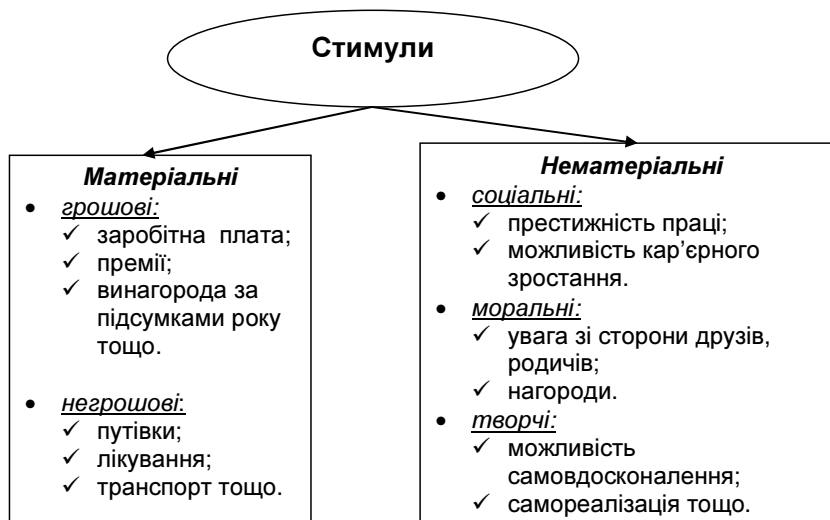 Стимули
Матеріальні
• грошові:
✓ заробітна плата;
✓ премії;
✓ винагорода за
підсумками року
тощо.
• негрошові:
✓ путівки;
✓ лікування;
✓ транспорт тощо.
Нематеріальні
• соціальні:
✓ престижність праці;
✓ можливість кар’єрного
зростання.
• моральні:
✓ увага зі сторони друзів,
родичів;
✓ нагороди.
• творчі:
✓ можливість
самовдосконалення;
✓ самореалізація тощо.